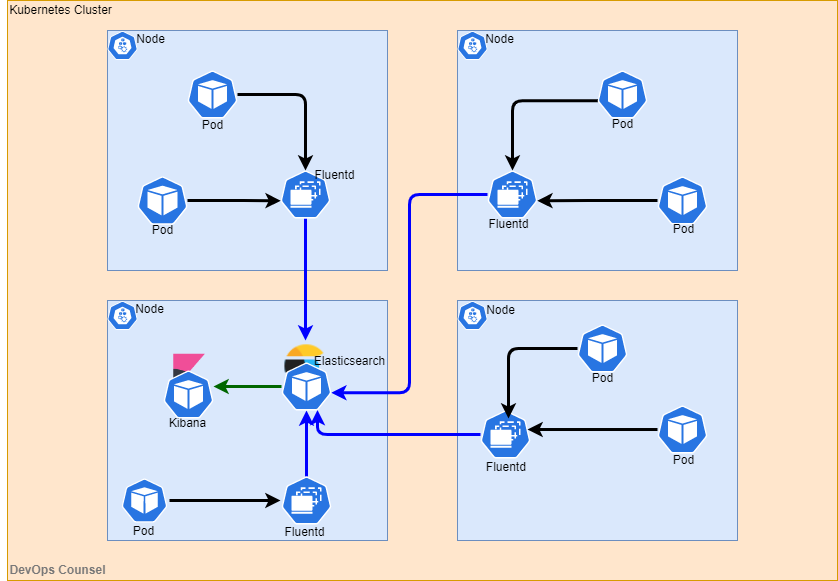 Kubernetes Cluster
Node
Pod
Pod
Fluentd
Node
Pod
Pod
Fluentd
Node
Elasticsearch
Kibana
Pod
Fluentd
Node
Pod
Pod
Fluentd
DevOps Counsel